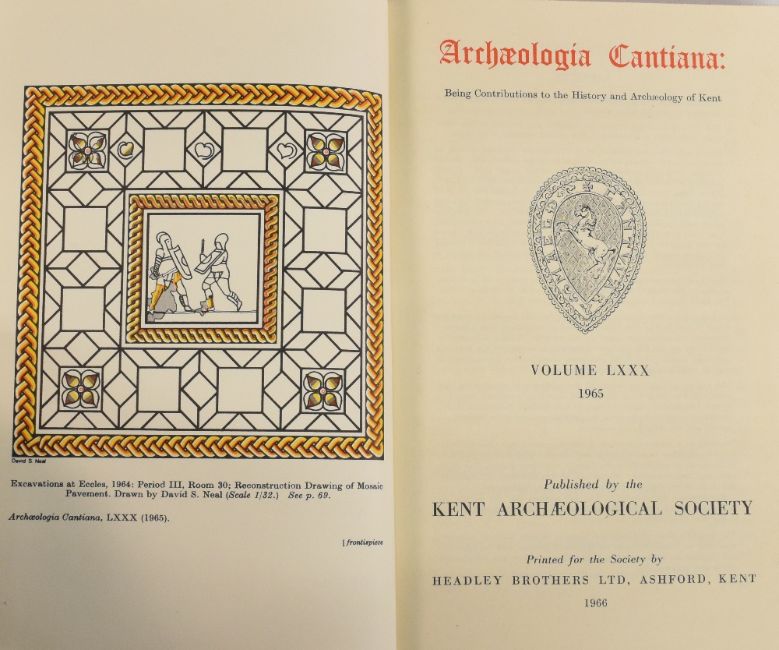 David S. Neal
Excavations at Eccles, 1964: Period III, Room 30; Reconstruction Drawing of Mosaic
Pavement. Drawn by David S. Neal (Scale 1/32.) See p. 69.
Archæologia Cantiana, LXXX (1965).
[frontispiece
Archæologia Cantiana:
Being Contributions to the History and Archæology of Kent
VOLUME LXXX
1965
Published by the
KENT ARCHÆOLOGICAL SOCIETY
Printed for the Society by
HEADLEY BROTHERS LTD, ASHFORD, KENT
1966